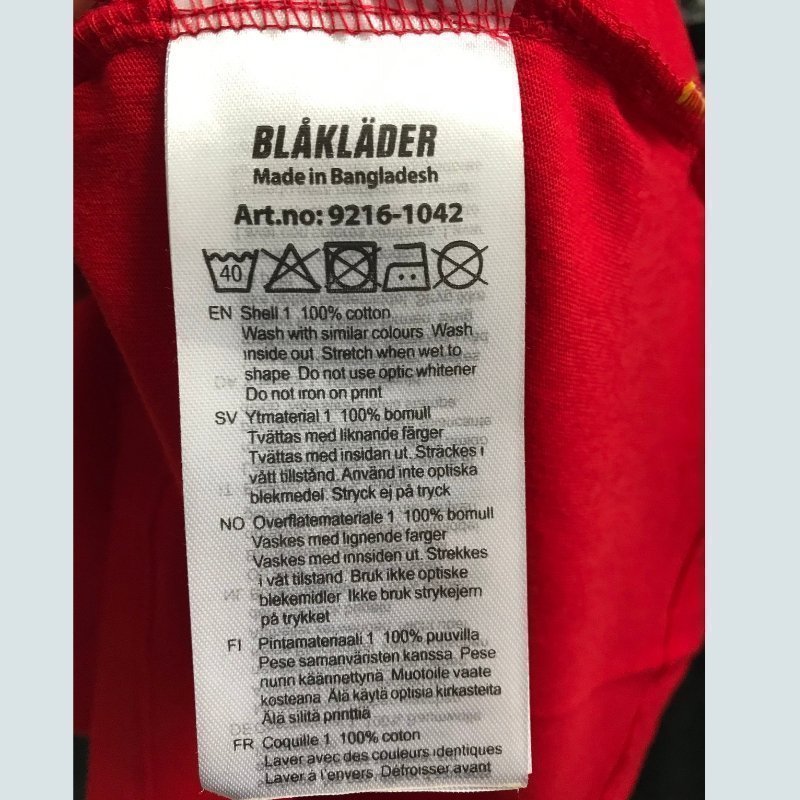 BLÅKLÄDER
Made in Bangladesh
Art.no: 9216-1042
40
EN Shell 1 100% cotton
Wash with similar colours Wash
inside out. Stretch when wet to
shape Do not use optic whitener
Do not iron on print
SV Ytmaterial 1 100% bomull
Tvättas med liknande färger
Tvättas med insidan ut. Sträckes i
vått tillstånd. Använd inte optiska
blekmedel. Stryck ej på tryck
NO Overflatemateriale 1 100% bomull
Vaskes med lignende farger
Vaskes med innsiden ut. Strekkes
i våt tilstand. Bruk ikke optiske
blekemidler Ikke bruk strykejern
på trykket
FI Pintamateriaali 1 100% puuvilla
Pese samanväristen kanssa. Pese
nurin käännettynä Muotoile vaate
kosteana. Älä käytä optisia kirkasteita
Älä silitä printtiä
FR Coquille 1 100% coton
Laver avec des couleurs identiques
Laver à l'envers. Défroisser avant